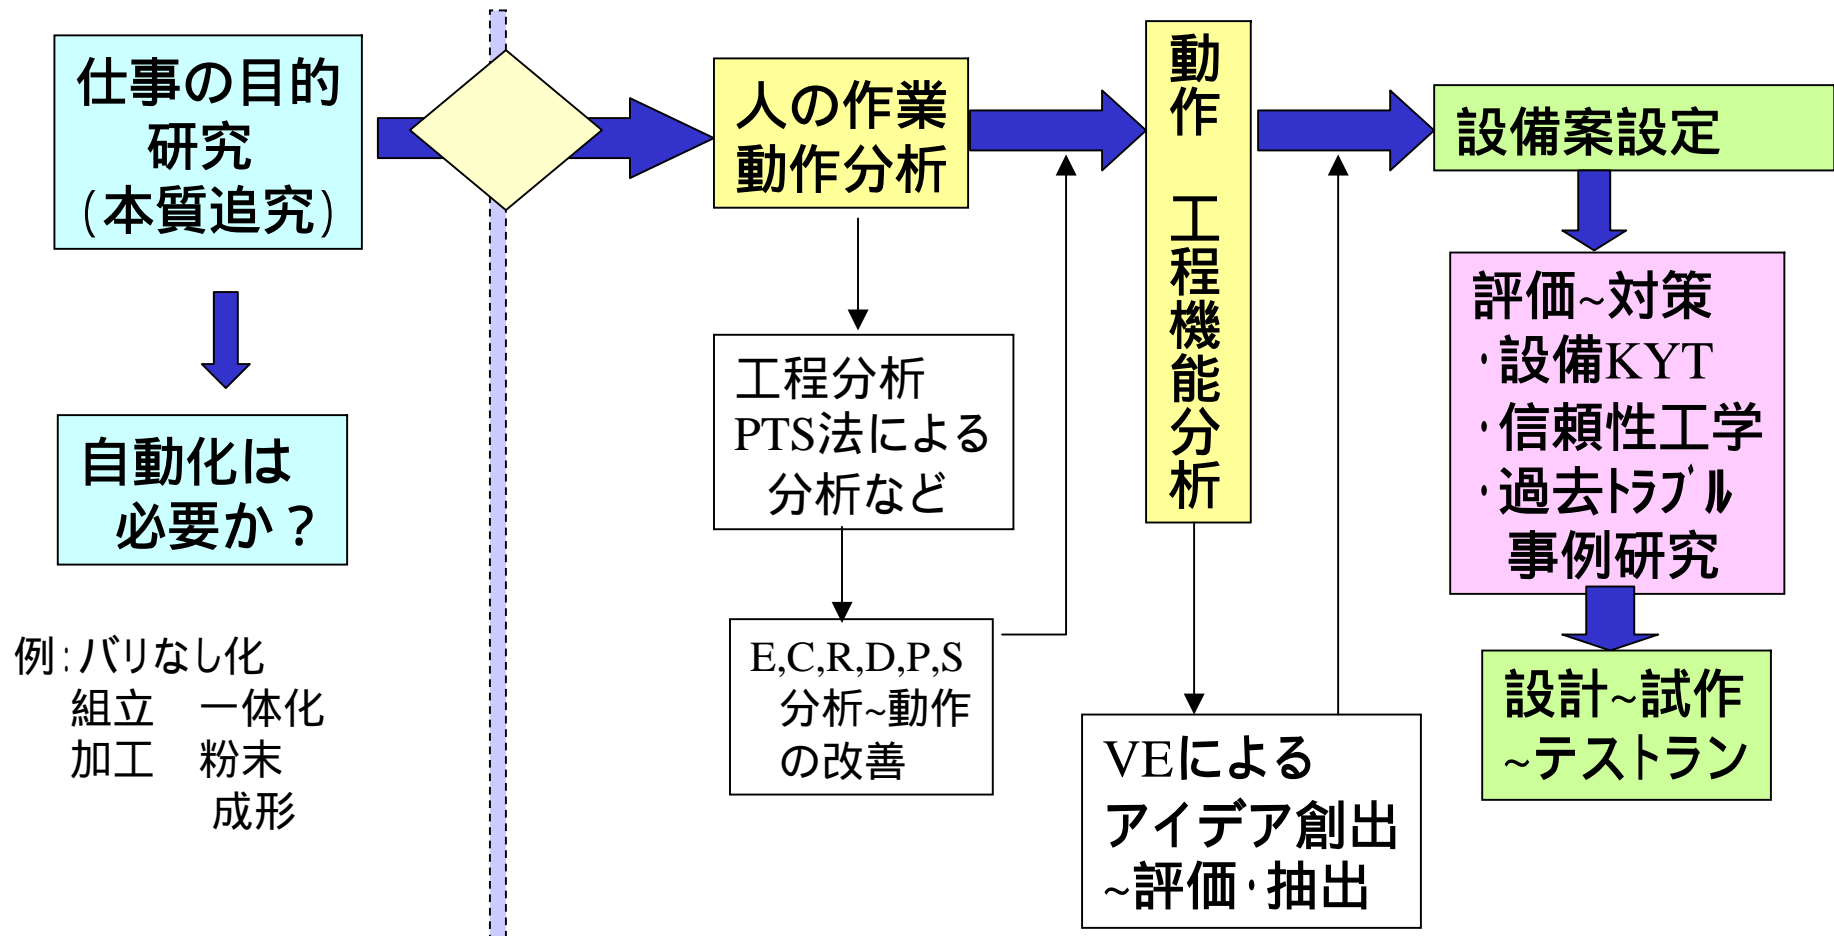 仕事の目的
研究
(本質追究)
自動化は
必要か？
例:バリなし化
組立　一体化
加工　粉末
成形
人の作業
動作分析
工程分析
PTS法による
分析など
E,C,R,D,P,S
分析~動作
の改善
動作　工程機能分析
VEによる
アイデア創出
~評価・抽出
設備案設定
評価~対策
・設備KYT
・信頼性工学
・過去ﾄﾗﾌﾞﾙ
事例研究
設計~試作
~テストラン